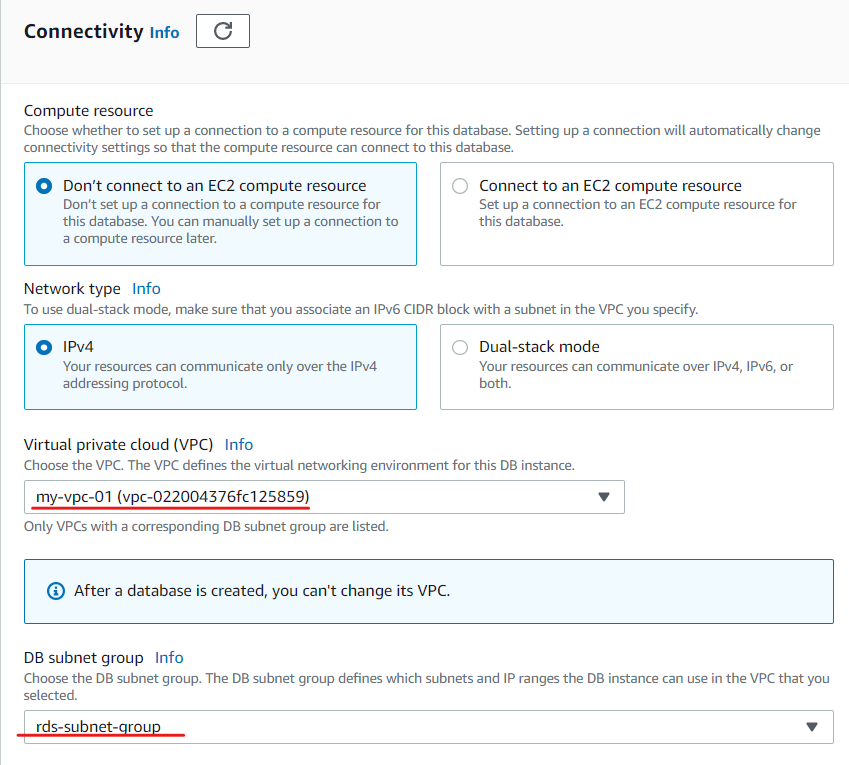 Connectivity Info
Compute resource
Choose whether to set up a connection to a compute resource for this database. Setting up a connection will automatically change
connectivity settings so that the compute resource can connect to this database.
Don’t connect to an EC2 compute resource
Don’t set up a connection to a compute resource for
this database. You can manually set up a connection to
a compute resource later.
Connect to an EC2 compute resource
Set up a connection to an EC2 compute resource for
this database.
Network type Info
To use dual-stack mode, make sure that you associate an IPv6 CIDR block with a subnet in the VPC you specify.
IPv4
Your resources can communicate only over the IPv4
addressing protocol.
Dual-stack mode
Your resources can communicate over IPv4, IPv6, or
both.
Virtual private cloud (VPC) Info
Choose the VPC. The VPC defines the virtual networking environment for this DB instance.
my-vpc-01 (vpc-022004376fc125859)
Only VPCs with a corresponding DB subnet group are listed.
After a database is created, you can't change its VPC.
DB subnet group Info
Choose the DB subnet group. The DB subnet group defines which subnets and IP ranges the DB instance can use in the VPC that you
selected.
rds-subnet-group